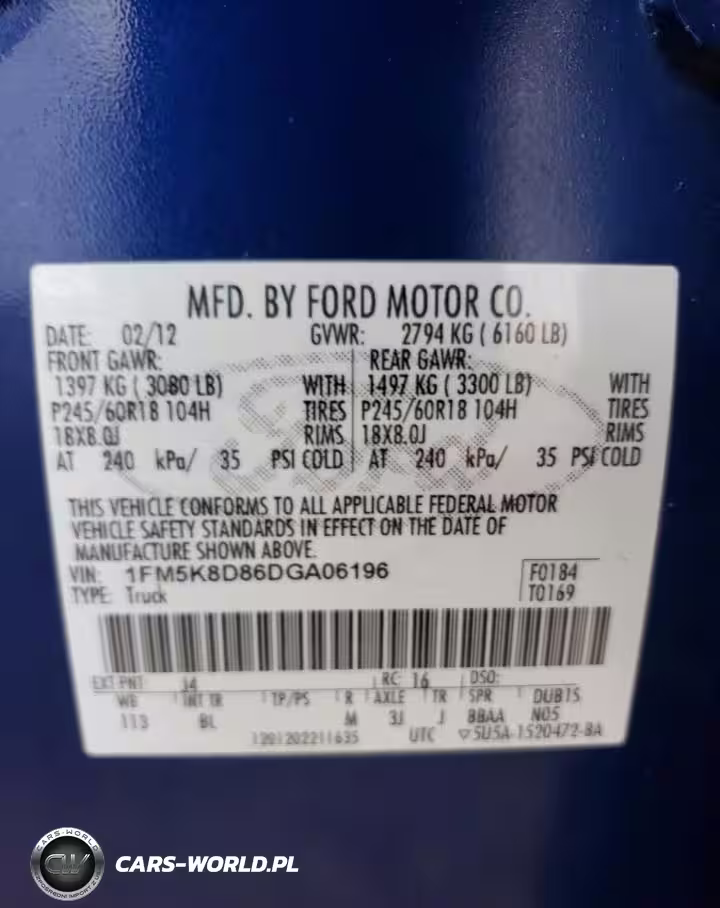 MFD. BY FORD MOTOR CO.
DATE: 02/12 GVWR: 2794 KG ( 6160 LB)
FRONT GAWR: REAR GAWR:
1397 KG ( 3080 LB) WITH 1497 KG ( 3300 LB) WITH
P245/60R18 104H TIRES P245/60R18 104H TIRES
18X8.0J RIMS 18X8.0J RIMS
AT 240 kPa/ 35 PSI COLD AT 240 kPa/ 35 PSI COLD
THIS VEHICLE CONFORMS TO ALL APPLICABLE FEDERAL MOTOR
VEHICLE SAFETY STANDARDS IN EFFECT ON THE DATE OF
MANUFACTURE SHOWN ABOVE.
VIN: 1FM5K8D86DGA06196 F0184
TYPE: Truck T0169
EXT PNT: J4 RC: 16 DSO:
WB INT TR TP/PS R AXLE TR SPR DUB1S
113 BL M 3J J BBAA N05
1201202211635 UTC ▽5U5A-1520472-BA
Ford
CARS-WORLD
CW
CARS-WORLD.PL